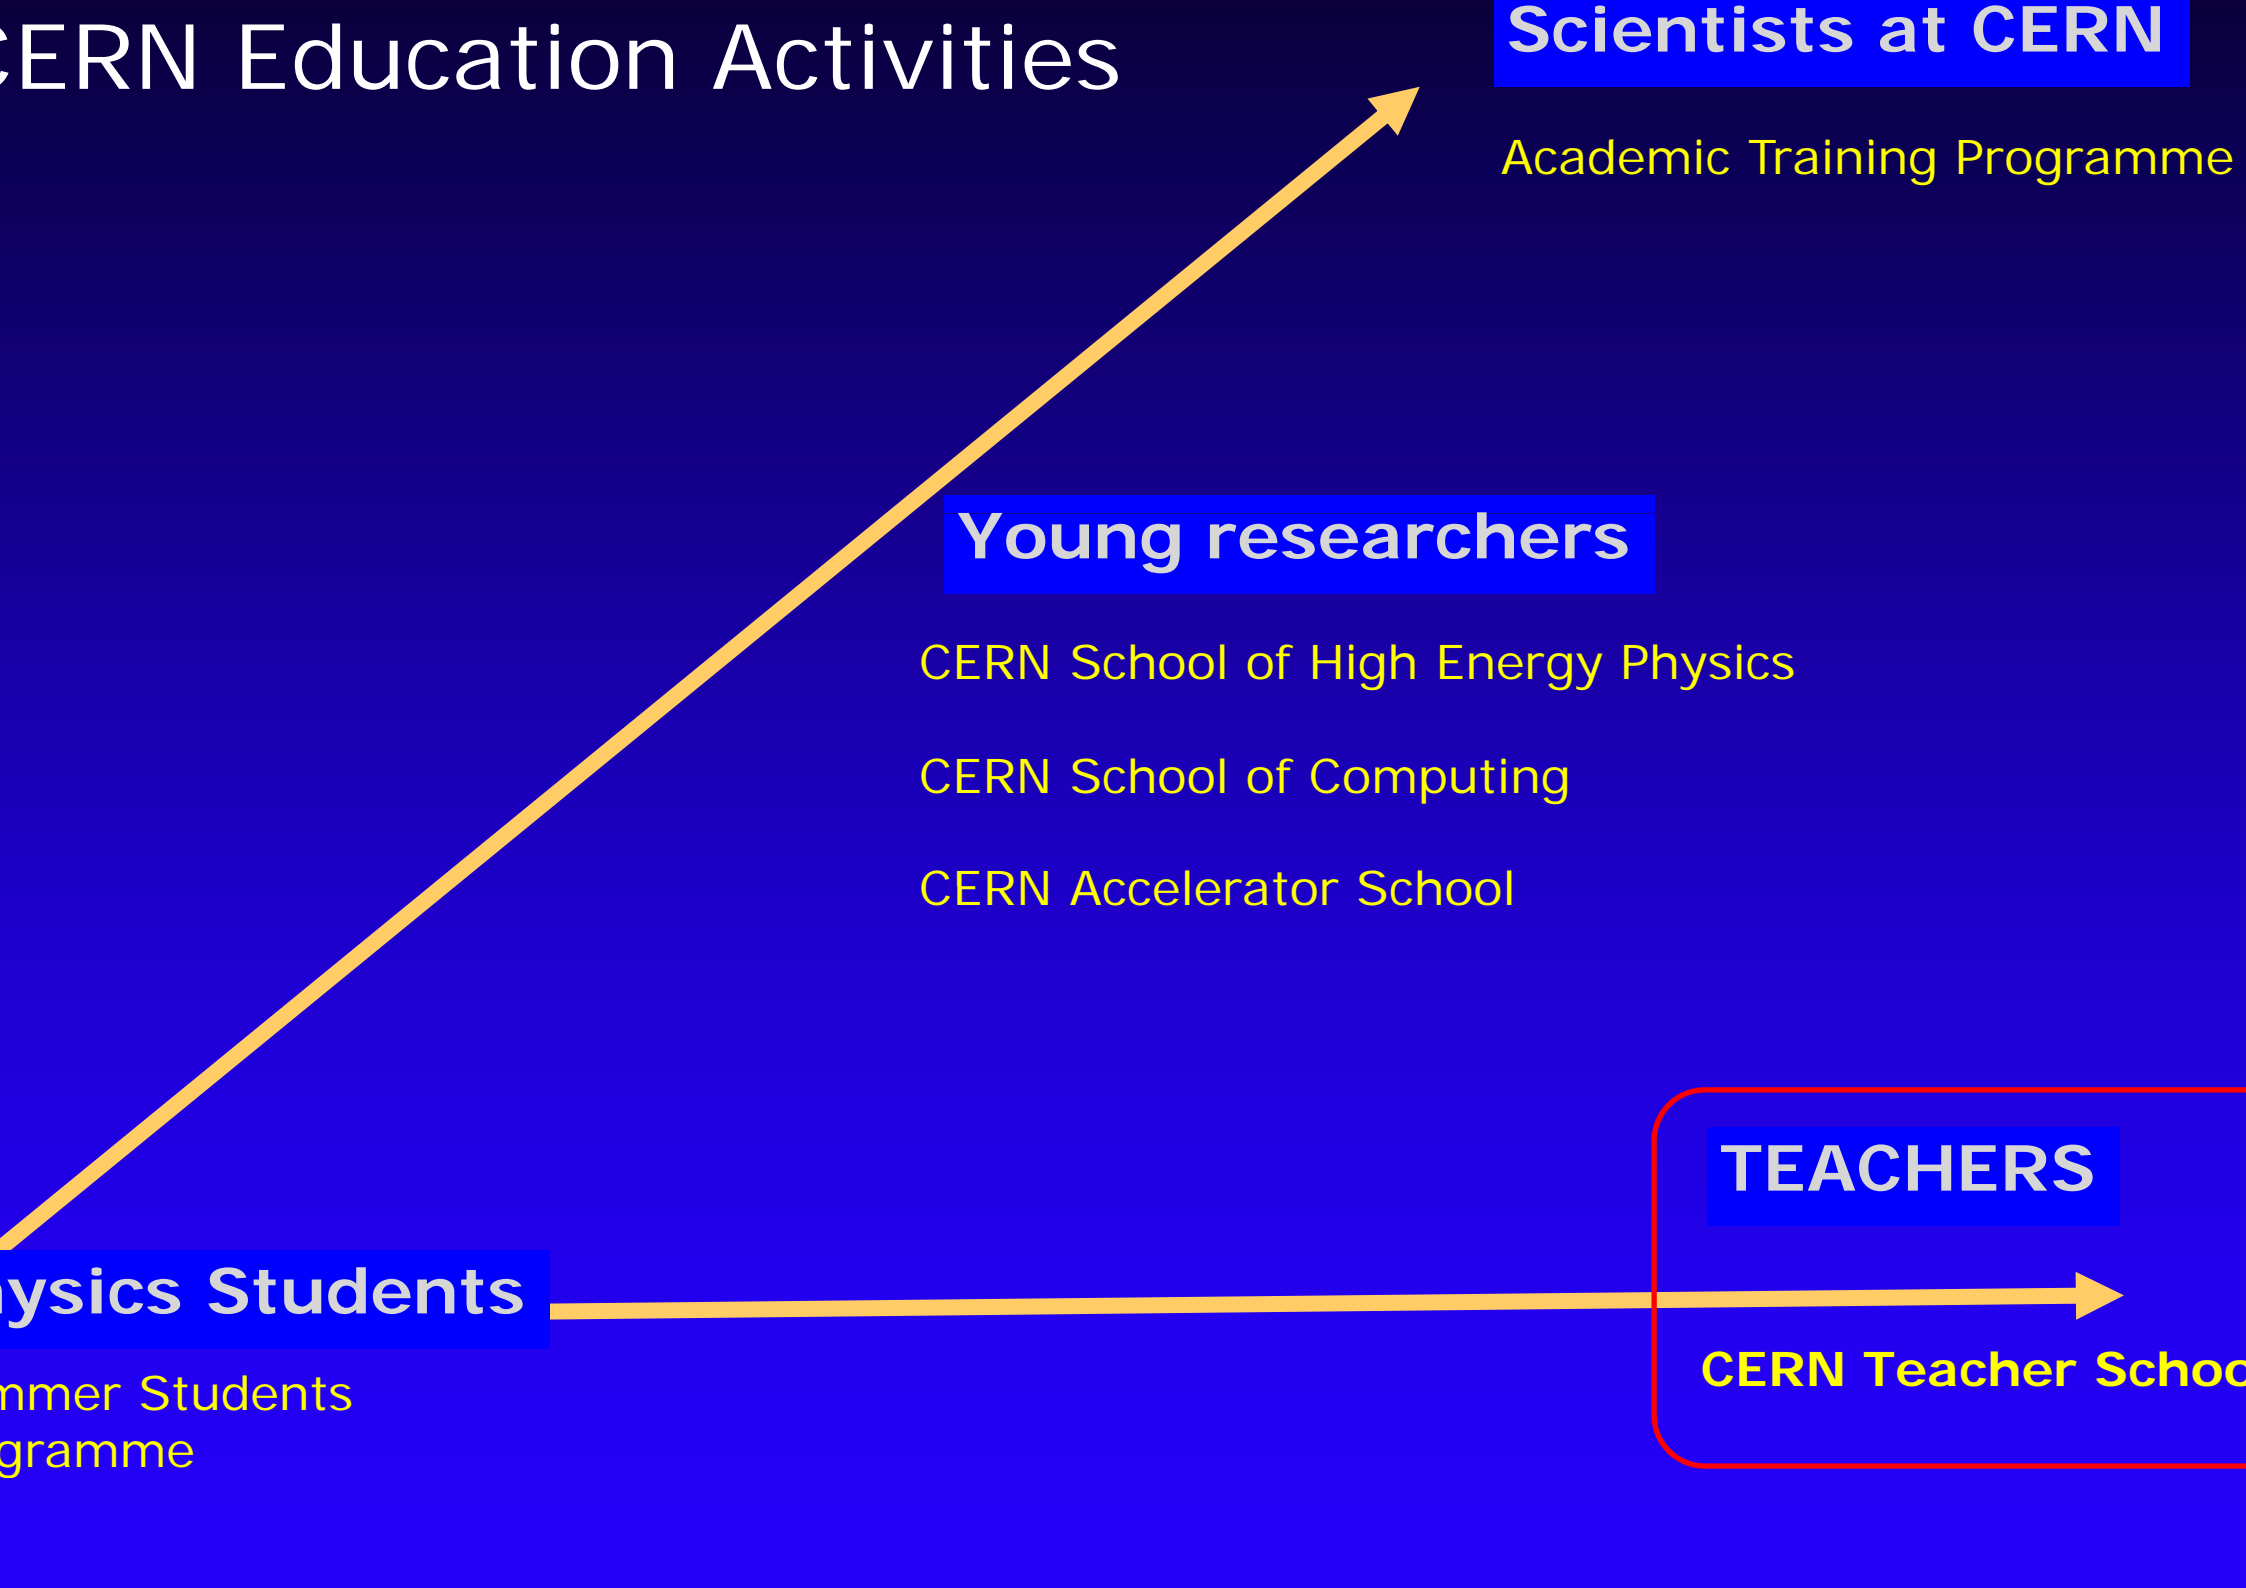 CERN Education Activities
Scientists at CERN
Academic Training Programme
Young researchers
CERN School of High Energy Physics
CERN School of Computing
CERN Accelerator School
TEACHERS
ysics Students
CERN Teacher Schoo
mmer Students
gramme